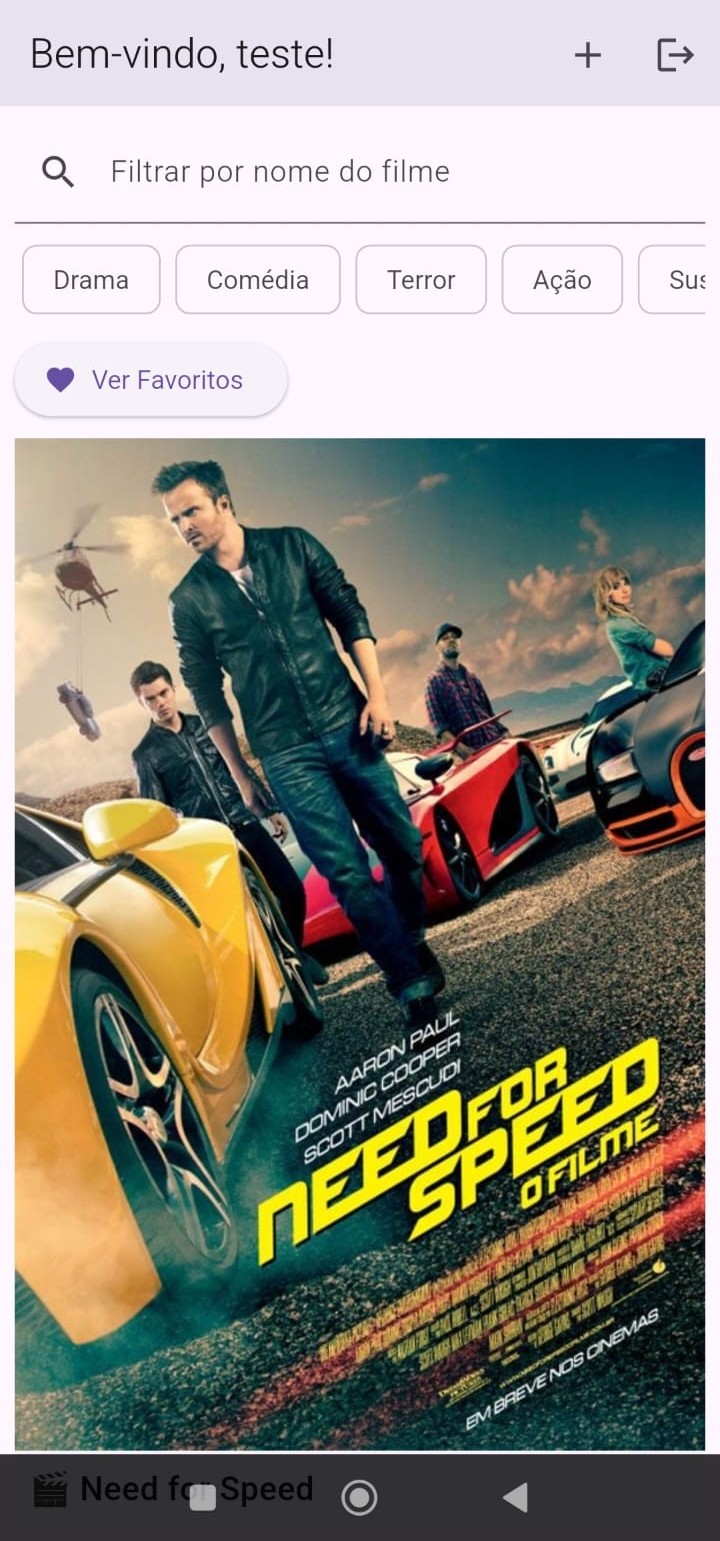 Bem-vindo, teste!
Filtrar por nome do filme
Drama
Comédia
Terror
Ação
Sus
Ver Favoritos
AARON PAUL
DOMINIC COOPER
SCOTT MESCUDI
NEED FOR
SPEED
O FILME
EM BREVE NOS CINEMAS
Need for Speed